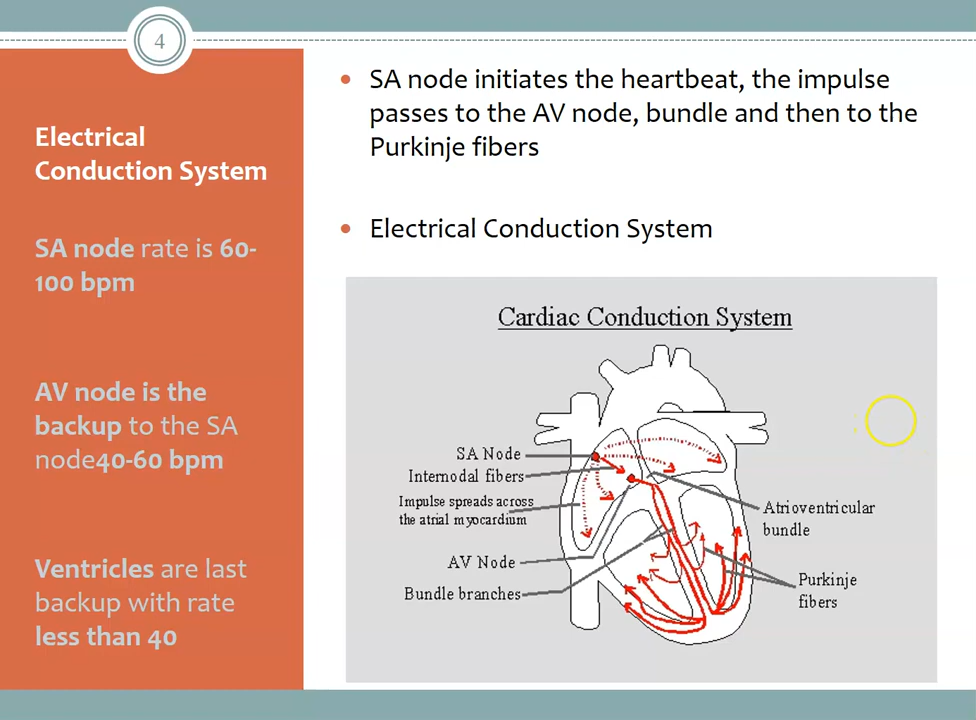 4
Electrical
Conduction System
SA node rate is 60-
100 bpm
AV node is the
backup to the SA
node40-60 bpm
Ventricles are last
backup with rate
less than 40
SA node initiates the heartbeat, the impulse
passes to the AV node, bundle and then to the
Purkinje fibers
Electrical Conduction System
Cardiac Conduction System
SA Node
Internodal fibers
Impulse spreads across
the atrial myocardium
AV Node
Bundle branches
Atrioventricular
bundle
Purkinje
fibers